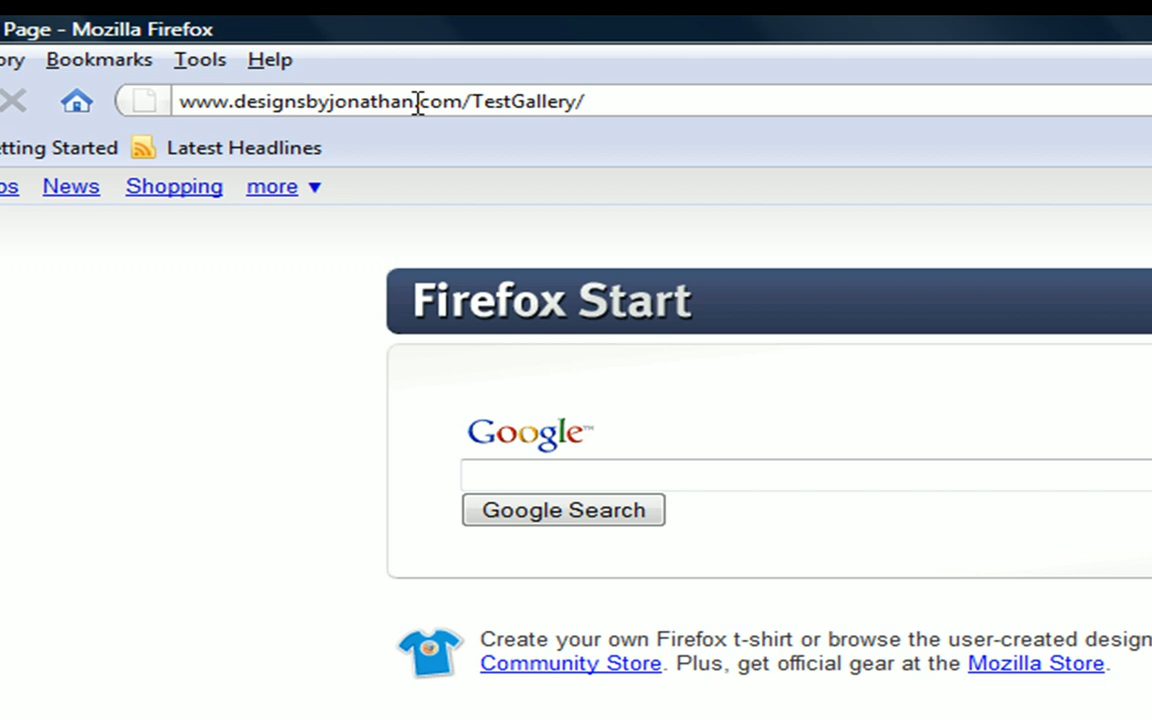 Page - Mozilla Firefox
ory Bookmarks Tools Help
www.designsbyjonathan.com/TestGallery/
etting Started Latest Headlines
os News Shopping more ▼
Firefox Start
Google™
Google Search
Create your own Firefox t-shirt or browse the user-created design
Community Store. Plus, get official gear at the Mozilla Store.